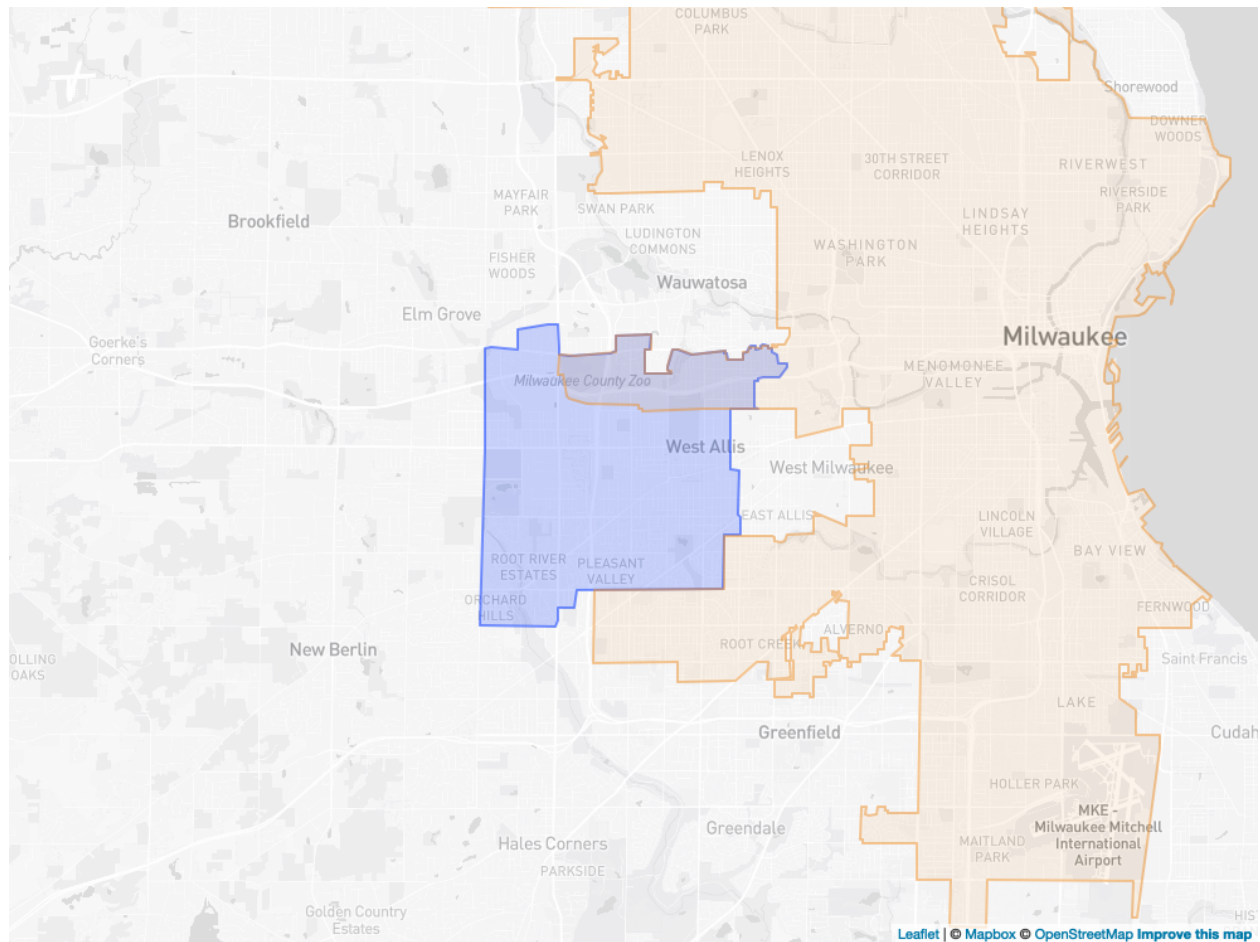 COLUMBUS
PARK
Shorewood
DOWNER
WOODS
LENOX
HEIGHTS
30TH STREET
CORRIDOR
RIVERWEST
MAYFAIR
PARK
SWAN PARK
RIVERSIDE
PARK
Brookfield
LINDSAY
HEIGHTS
LUDINGTON
COMMONS
WASHINGTON
PARK
FISHER
WOODS
Wauwatosa
Elm Grove
Goerke's
Corners
Milwaukee
MENOMONEE
VALLEY
Milwaukee County Zoo
West Allis
West Milwaukee
EAST ALLIS
LINCOLN
VILLAGE
BAY VIEW
ROOT RIVER
ESTATES
PLEASANT
VALLEY
CRISOL
CORRIDOR
ORCHARD
HILLS
FERNWOOD
ALVERNO
ROOT CREEK
New Berlin
OLLING
OAKS
Saint Francis
LAKE
Greenfield
Cudah
HOLLER PARK
MKE -
Milwaukee Mitchell
International
Airport
Greendale
Hales Corners
PARKSIDE
MAITLAND
PARK
Golden Country
Estates
HIS
Leaflet | © Mapbox © OpenStreetMap Improve this map